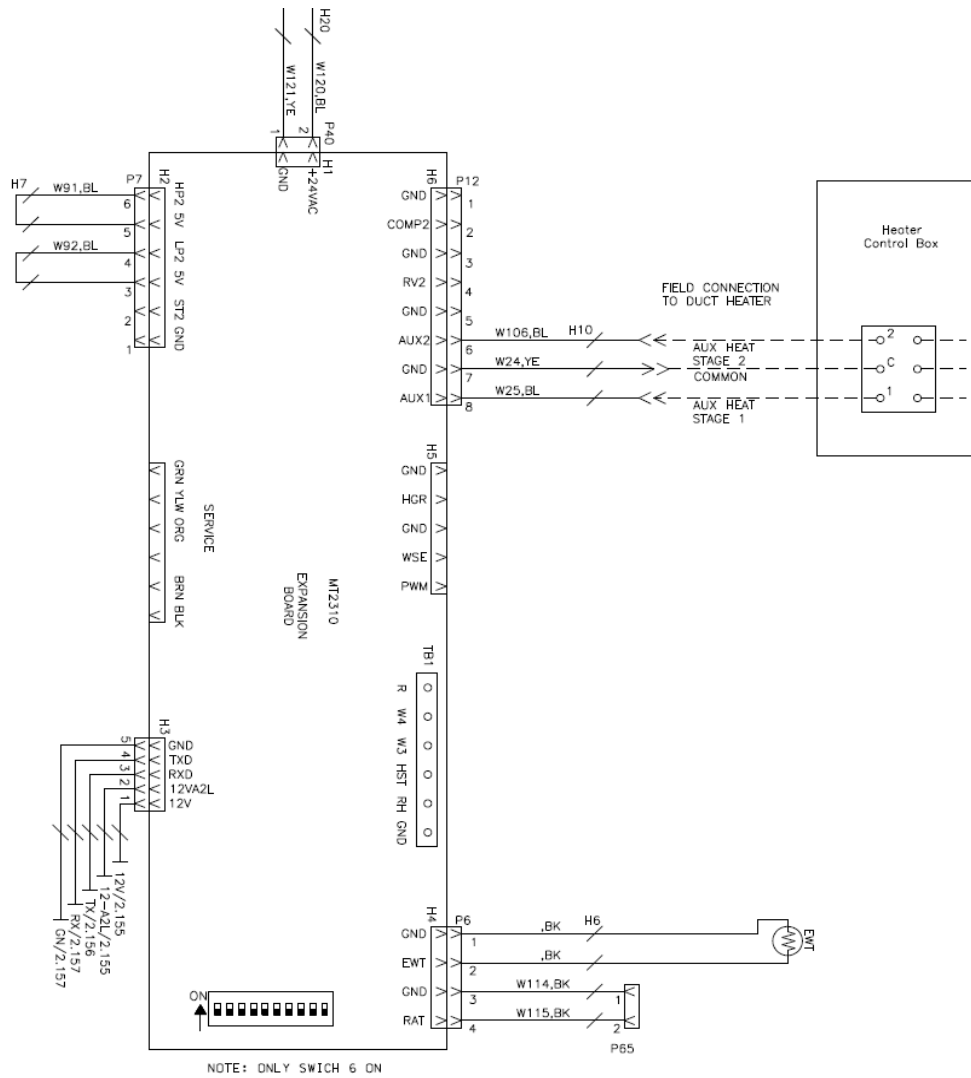 H20
W121,YE
W120,BL
1
2
P40
H1
GND
+24VAC
H7
P7
H2
W91,BL
6
HP2
5
5V
W92,BL
4
LP2
3
5V
2
ST2
1
GND
H6
P12
GND
1
COMP2
2
GND
3
RV2
4
GND
5
AUX2
6
W106,BL
H10
GND
7
W24,YE
AUX1
8
W25,BL
FIELD CONNECTION
TO DUCT HEATER
AUX HEAT
STAGE 2
COMMON
AUX HEAT
STAGE 1
Heater
Control Box
2
C
1
GRN YLW ORG
BRN BLK
SERVICE
H5
GND
HGR
GND
WSE
PWM
MT2310
EXPANSION
BOARD
TB1
R
W4
W3
HST
RH
GND
H3
5
GND
4
TXD
3
RXD
2
12VA2L
1
12V
12V/2.155
12-A2L/2.155
TX/2.156
RX/2.157
GN/2.157
H4
P6
GND
1
,BK
H6
EWT
2
,BK
EWT
GND
3
W114,BK
1
RAT
4
W115,BK
2
P65
ON
NOTE: ONLY SWICH 6 ON